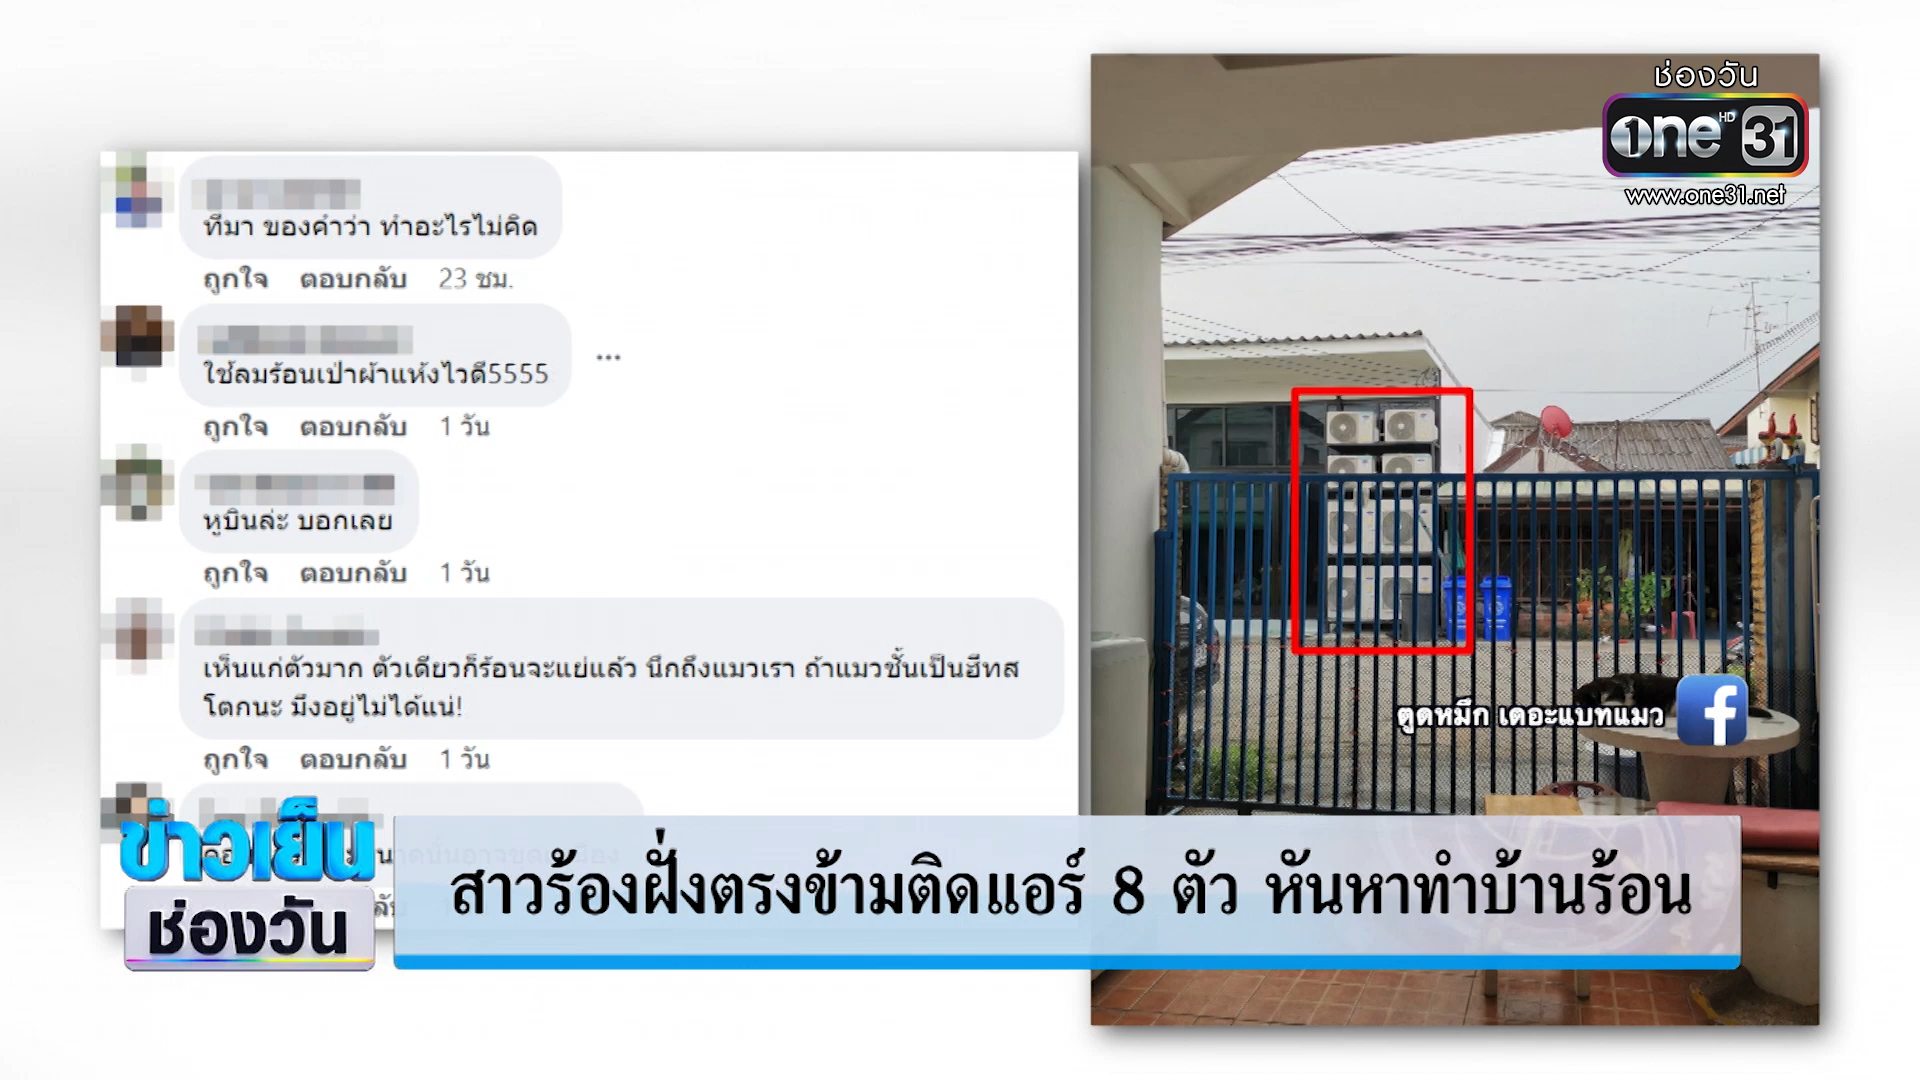 ช่องวัน
one HD 31
www.one31.net
ที่มา ของคำว่า ทำอะไรไม่คิด
ถูกใจ ตอบกลับ 23 ชม.
ใช้ลมร้อนเป่าผ้าแห้งไวดี5555
...
ถูกใจ ตอบกลับ 1 วัน
หูบินล่ะ บอกเลย
ถูกใจ ตอบกลับ 1 วัน
เห็นแก่ตัวมาก ตัวเดียวก็ร้อนจะแย่แล้ว นึกถึงแมวเรา ถ้าแมวชั้นเป็นฮีทส
โตกนะ มึงอยู่ไม่ได้แน่!
ถูกใจ ตอบกลับ 1 วัน
ตูดหมึก เดอะแบทแมว
f
ข่าวเย็น
ช่องวัน
สาวร้องฝั่งตรงข้ามติดแอร์ 8 ตัว หันหาทำบ้านร้อน